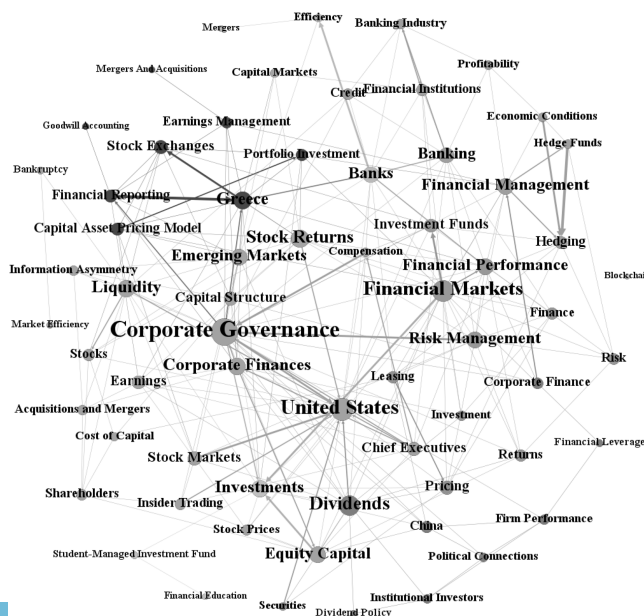 Efficiency
Banking Industry
Mergers
Mergers And Acquisitions
Capital Markets
Profitability
Credit
Financial Institutions
Economic Conditions
Goodwill Accounting
Earnings Management
Stock Exchanges
Portfolio Investment
Banking
Hedge Funds
Bankruptcy
Banks
Financial Management
Financial Reporting
Greece
Capital Asset Pricing Model
Investment Funds
Stock Returns
Hedging
Compensation
Emerging Markets
Information Asymmetry
Financial Performance
Blockchain
Liquidity
Financial Markets
Capital Structure
Finance
Market Efficiency
Corporate Governance
Risk Management
Stocks
Risk
Corporate Finances
Earnings
Leasing
Corporate Finance
Acquisitions and Mergers
United States
Investment
Cost of Capital
Financial Leverage
Chief Executives
Stock Markets
Returns
Shareholders
Investments
Pricing
Insider Trading
Dividends
Firm Performance
Stock Prices
China
Student-Managed Investment Fund
Equity Capital
Political Connections
Financial Education
Institutional Investors
Securities
Dividend Policy